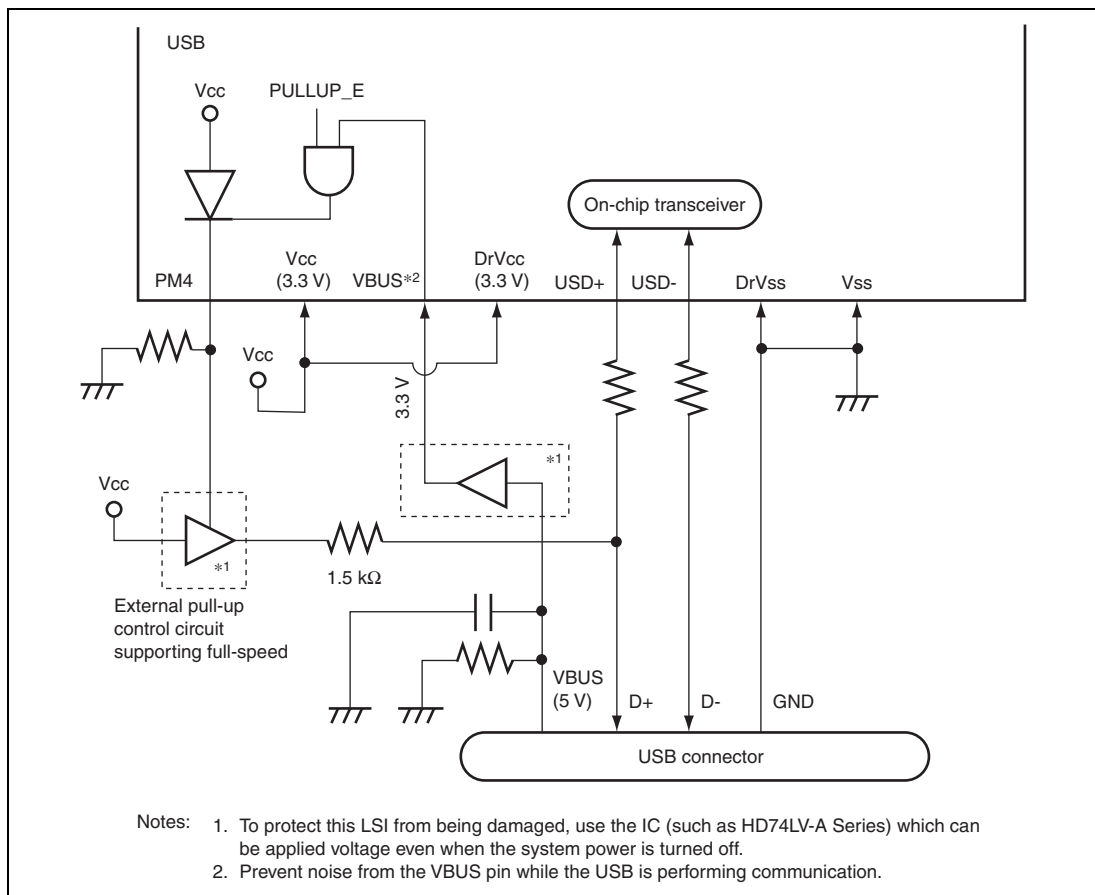 USB
Vcc
PULLUP_E
On-chip transceiver
PM4
Vcc
(3.3 V)
VBUS*2
DrVcc
(3.3 V)
USD+
USD-
DrVss
Vss
Vcc
3.3 V
*1
Vcc
*1
1.5 kΩ
External pull-up
control circuit
supporting full-speed
VBUS
(5 V)
D+
D-
GND
USB connector
Notes: 1. To protect this LSI from being damaged, use the IC (such as HD74LV-A Series) which can
be applied voltage even when the system power is turned off.
2. Prevent noise from the VBUS pin while the USB is performing communication.